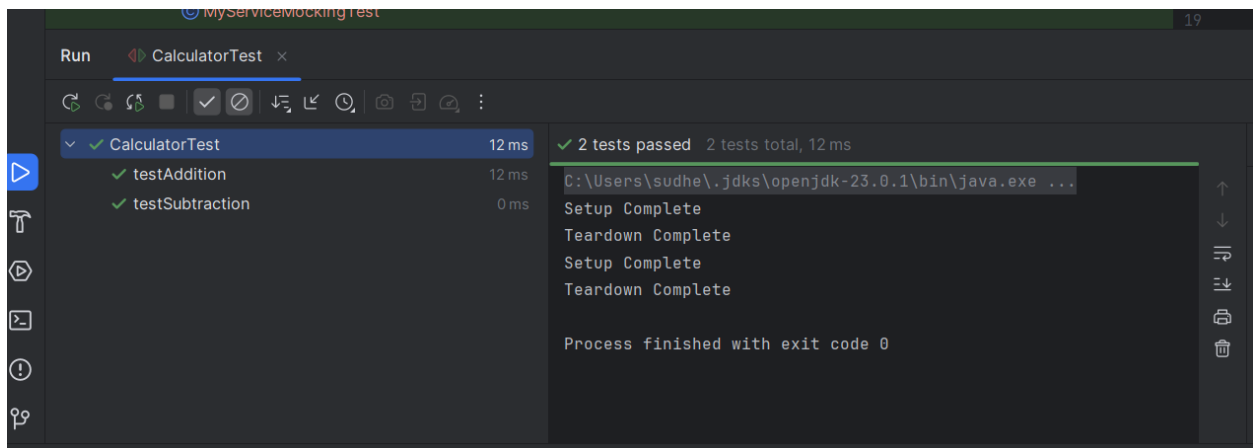 MyServiceMockingTest
19
Run CalculatorTest
CalculatorTest 12 ms
testAddition 12 ms
testSubtraction 0 ms
2 tests passed 2 tests total, 12 ms
C:\Users\sudhe\.jdks\openjdk-23.0.1\bin\java.exe ...
Setup Complete
Teardown Complete
Setup Complete
Teardown Complete
Process finished with exit code 0